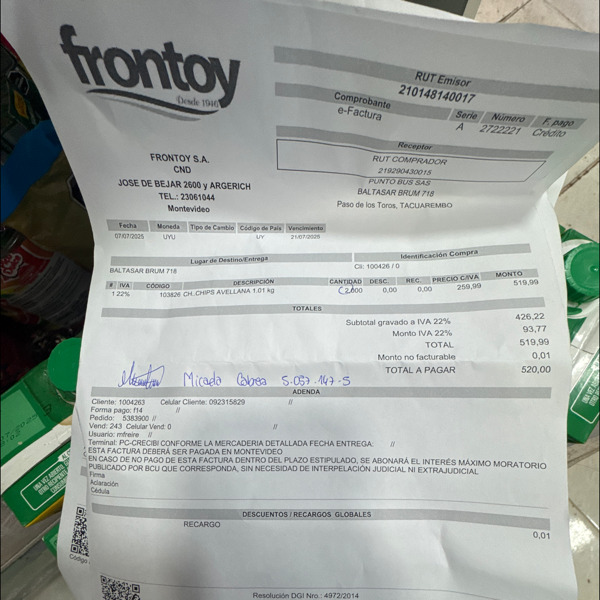 frontoy
Desde 1946
FRONTOY S.A.
CND
JOSE DE BEJAR 2600 y ARGERICH
TEL.: 23061044
Montevideo
RUT Emisor
210148140017
Comprobante Serie Número F. pago
e-Factura A 2722221 Crédito
Receptor
RUT COMPRADOR
219290430015
PUNTO BUS SAS
BALTASAR BRUM 718
Paso de los Toros, TACUAREMBO
Fecha Moneda Tipo de Cambio Código de País Vencimiento
07/07/2025 UYU UY 21/07/2025
Lugar de Destino/Entrega Identificación Compra
BALTASAR BRUM 718 Cli: 100426 / 0
# IVA CÓDIGO DESCRIPCIÓN CANTIDAD DESC. REC. PRECIO C/IVA MONTO
1 22% 103826 CH..CHIPS AVELLANA 1.01 kg 0,00 0,00 259,99 519,99
TOTALES
Subtotal gravado a IVA 22% 426,22
Monto IVA 22% 93,77
TOTAL 519,99
Monto no facturable 0,01
TOTAL A PAGAR 520,00
Micaela 5.037.147-5
ADENDA
Cliente: 1004263 Celular Cliente: 092315829 //
Forma pago: f14 //
Pedido: 5383900 //
Vend: 243 Celular Vend: 0 //
Usuario: mfreire //
Terminal: PC-CRECIBI CONFORME LA MERCADERIA DETALLADA FECHA ENTREGA: //
ESTA FACTURA DEBERÁ SER PAGADA EN MONTEVIDEO
EN CASO DE NO PAGO DE ESTA FACTURA DENTRO DEL PLAZO ESTIPULADO, SE ABONARÁ EL INTERÉS MÁXIMO MORATORIO
PUBLICADO POR BCU QUE CORRESPONDA, SIN NECESIDAD DE INTERPELACIÓN JUDICIAL NI EXTRAJUDICIAL
Firma
Aclaración
Cédula
DESCUENTOS / RECARGOS GLOBALES
RECARGO 0,01
Código
Resolución DGI Nro.: 4972/2014